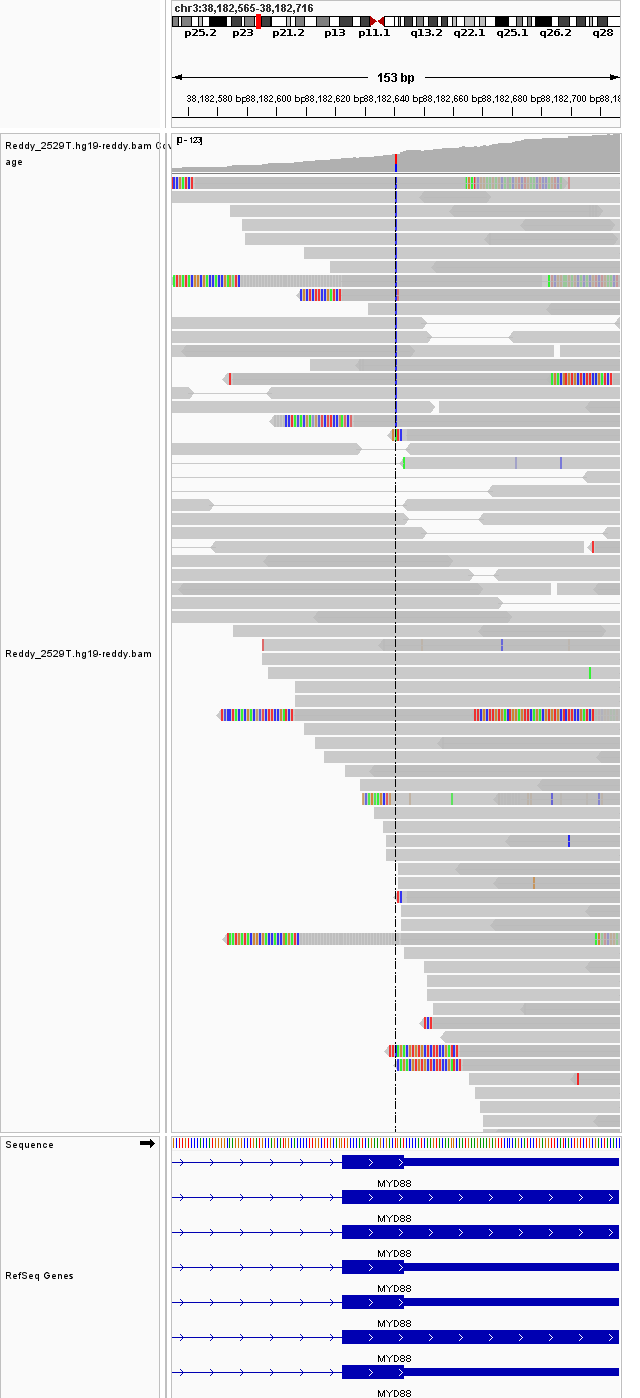 chr3:38,182,565-38,182,716
p25.2 p23 p21.2 p13 p11.1 q13.2 q22.1 q25.1 q26.2 q28
153 bp
38,182,580 bp 38,182,600 bp 38,182,620 bp 38,182,640 bp 38,182,660 bp 38,182,680 bp 38,182,700 bp
Reddy_2529T.hg19-reddy.bam Cov
age
[0 - 123]
Reddy_2529T.hg19-reddy.bam
Sequence
MYD88
MYD88
MYD88
RefSeq Genes
MYD88
MYD88
MYD88
MYD88